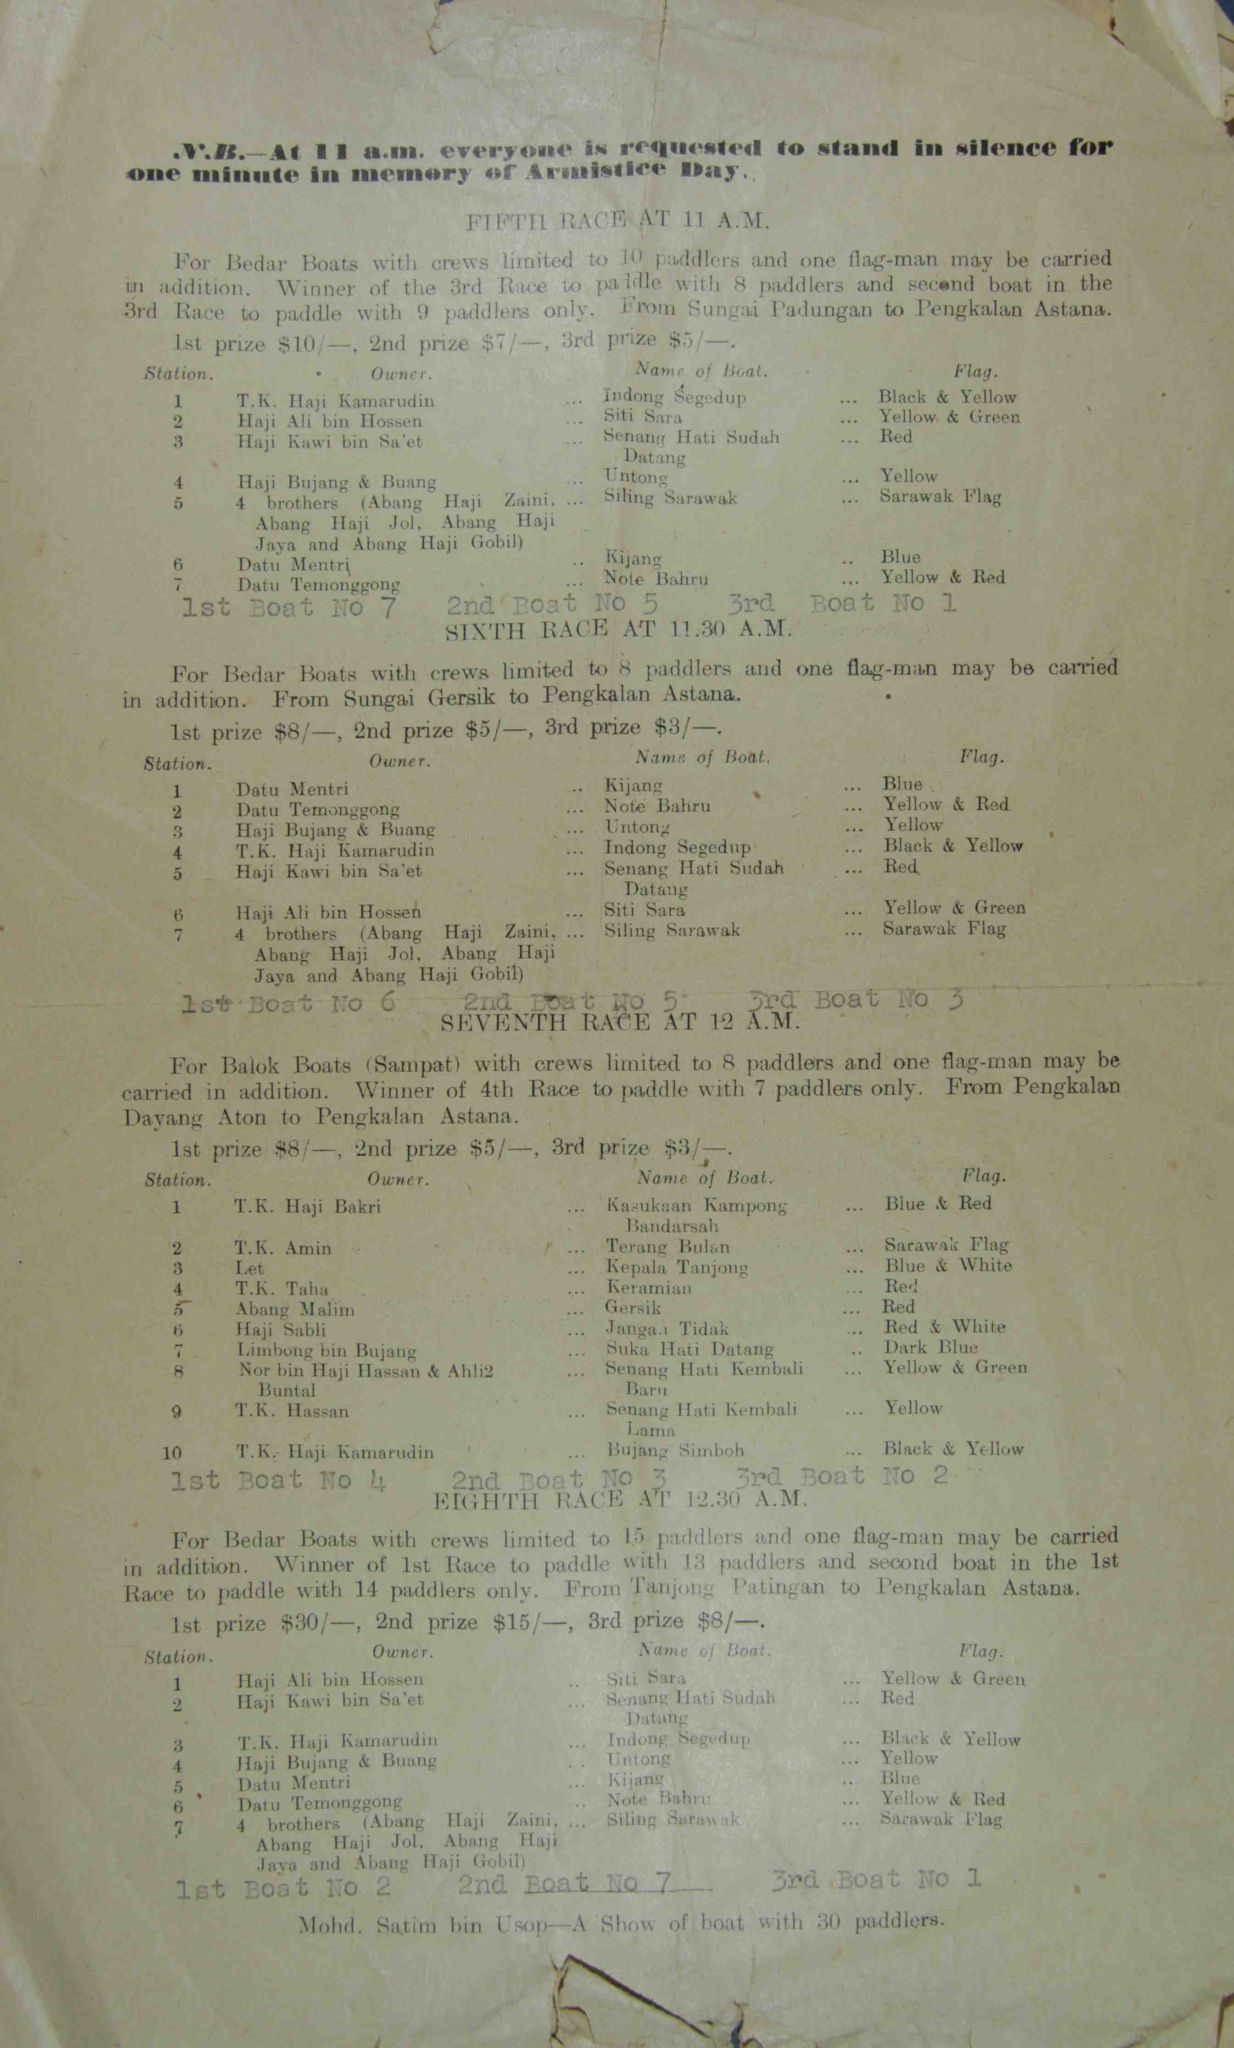 N.B.—At 11 a.m. everyone is requested to stand in silence for
one minute in memory of Armistice Day.
FIFTH RACE AT 11 A.M.
For Bedar Boats with crews limited to 10 paddlers and one flag-man may be carried
in addition. Winner of the 3rd Race to paddle with 8 paddlers and second boat in the
3rd Race to paddle with 9 paddlers only. From Sungai Padungan to Pengkalan Astana.
1st prize $10/—, 2nd prize $7/—, 3rd prize $5/—.
Station. Owner. Name of Boat. Flag.
1 T.K. Haji Kamarudin ... Indong Segedup ... Black & Yellow
2 Haji Ali bin Hossen ... Siti Sara ... Yellow & Green
3 Haji Kawi bin Sa'et ... Senang Hati Sudah ... Red
Datang
4 Haji Bujang & Buang ... Untong ... Yellow
5 4 brothers (Abang Haji Zaini, ... Siling Sarawak ... Sarawak Flag
Abang Haji Jol, Abang Haji
Jaya and Abang Haji Gobil)
6 Datu Mentri .. Kijang .. Blue
7 Datu Temonggong ... Note Bahru ... Yellow & Red
1st Boat No 7 2nd Boat No 5 3rd Boat No 1
SIXTH RACE AT 11.30 A.M.
For Bedar Boats with crews limited to 8 paddlers and one flag-man may be carried
in addition. From Sungai Gersik to Pengkalan Astana.
1st prize $8/—, 2nd prize $5/—, 3rd prize $3/—.
Station. Owner. Name of Boat. Flag.
1 Datu Mentri .. Kijang ... Blue
2 Datu Temonggong ... Note Bahru ... Yellow & Red
3 Haji Bujang & Buang ... Untong ... Yellow
4 T.K. Haji Kamarudin ... Indong Segedup ... Black & Yellow
5 Haji Kawi bin Sa'et ... Senang Hati Sudah ... Red
Datang
6 Haji Ali bin Hossen ... Siti Sara ... Yellow & Green
7 4 brothers (Abang Haji Zaini, ... Siling Sarawak ... Sarawak Flag
Abang Haji Jol, Abang Haji
Jaya and Abang Haji Gobil)
1st Boat No 6 2nd Boat No 5 3rd Boat No 3
SEVENTH RACE AT 12 A.M.
For Balok Boats (Sampat) with crews limited to 8 paddlers and one flag-man may be
carried in addition. Winner of 4th Race to paddle with 7 paddlers only. From Pengkalan
Dayang Aton to Pengkalan Astana.
1st prize $8/—, 2nd prize $5/—, 3rd prize $3/—.
Station. Owner. Name of Boat. Flag.
1 T.K. Haji Bakri ... Kasukaan Kampong ... Blue & Red
Bandarsah
2 T.K. Amin ... Terang Bulan ... Sarawak Flag
3 Let ... Kepala Tanjong ... Blue & White
4 T.K. Taha ... Keramian ... Red
5 Abang Malim ... Gersik ... Red
6 Haji Sabli ... Jangan Tidak ... Red & White
7 Limbong bin Bujang ... Suka Hati Datang .. Dark Blue
8 Nor bin Haji Hassan & Ahli2 ... Senang Hati Kembali ... Yellow & Green
Buntal Baru
9 T.K. Hassan ... Senang Hati Kembali ... Yellow
Lama
10 T.K. Haji Kamarudin ... Bujang Simboh ... Black & Yellow
1st Boat No 4 2nd Boat No 3 3rd Boat No 2
EIGHTH RACE AT 12.30 A.M.
For Bedar Boats with crews limited to 15 paddlers and one flag-man may be carried
in addition. Winner of 1st Race to paddle with 13 paddlers and second boat in the 1st
Race to paddle with 14 paddlers only. From Tanjong Patingan to Pengkalan Astana.
1st prize $30/—, 2nd prize $15/—, 3rd prize $8/—.
Station. Owner. Name of Boat. Flag.
1 Haji Ali bin Hossen .. Siti Sara ... Yellow & Green
2 Haji Kawi bin Sa'et ... Senang Hati Sudah ... Red
Datang
3 T.K. Haji Kamarudin ... Indong Segedup ... Black & Yellow
4 Haji Bujang & Buang ... Untong ... Yellow
5 Datu Mentri ... Kijang ... Blue
6 Datu Temonggong .. Note Bahru ... Yellow & Red
7 4 brothers (Abang Haji Zaini, ... Siling Sarawak ... Sarawak Flag
Abang Haji Jol, Abang Haji
Jaya and Abang Haji Gobil)
1st Boat No 2 2nd Boat No 7 3rd Boat No 1
Mohd. Satim bin Usop—A Show of boat with 30 paddlers.